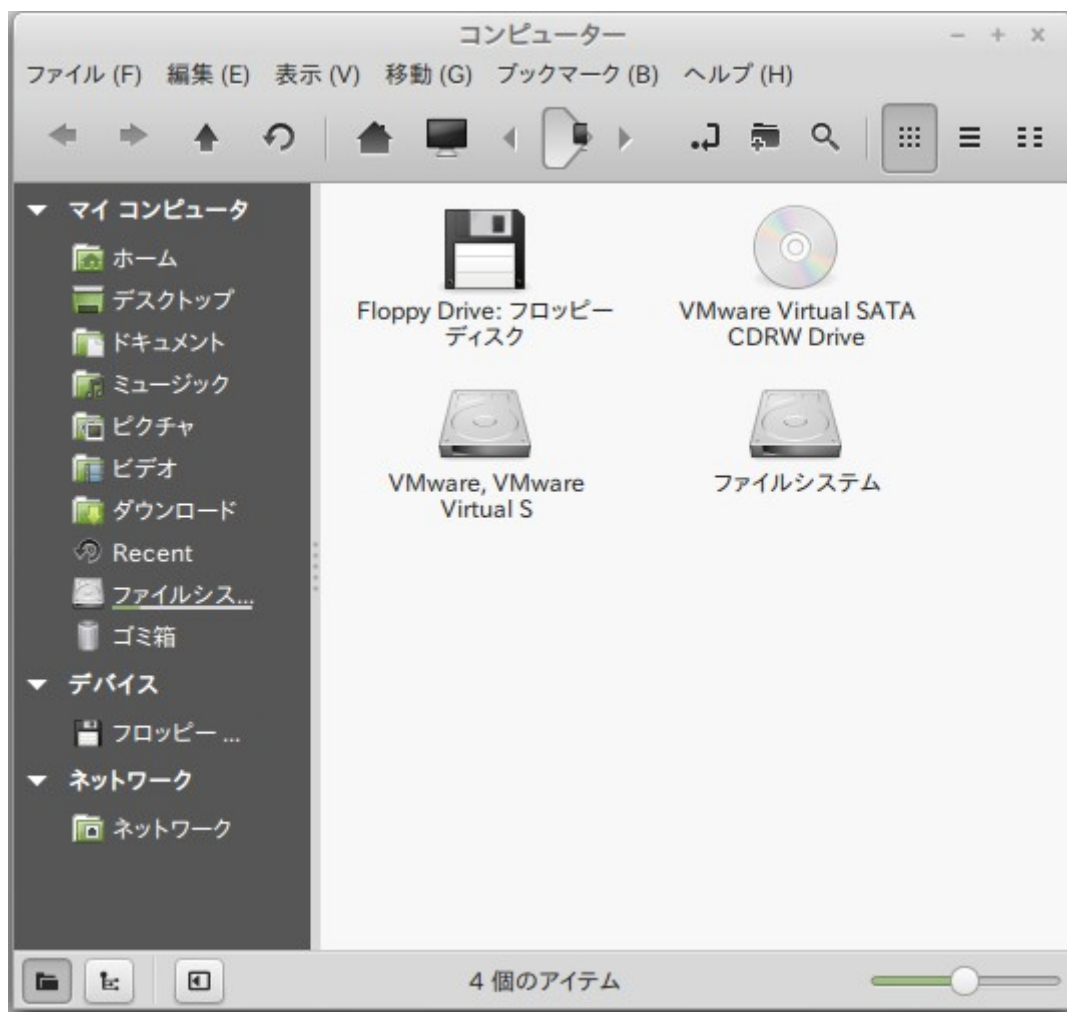 コンピューター
ファイル (F) 編集 (E) 表示 (V) 移動 (G) ブックマーク (B) ヘルプ (H)
マイ コンピュータ
ホーム
デスクトップ
ドキュメント
ミュージック
ピクチャ
ビデオ
ダウンロード
Recent
ファイルシス...
ゴミ箱
デバイス
フロッピー ...
ネットワーク
ネットワーク
Floppy Drive: フロッピー
ディスク
VMware Virtual SATA
CDRW Drive
VMware, VMware
Virtual S
ファイルシステム
4 個のアイテム